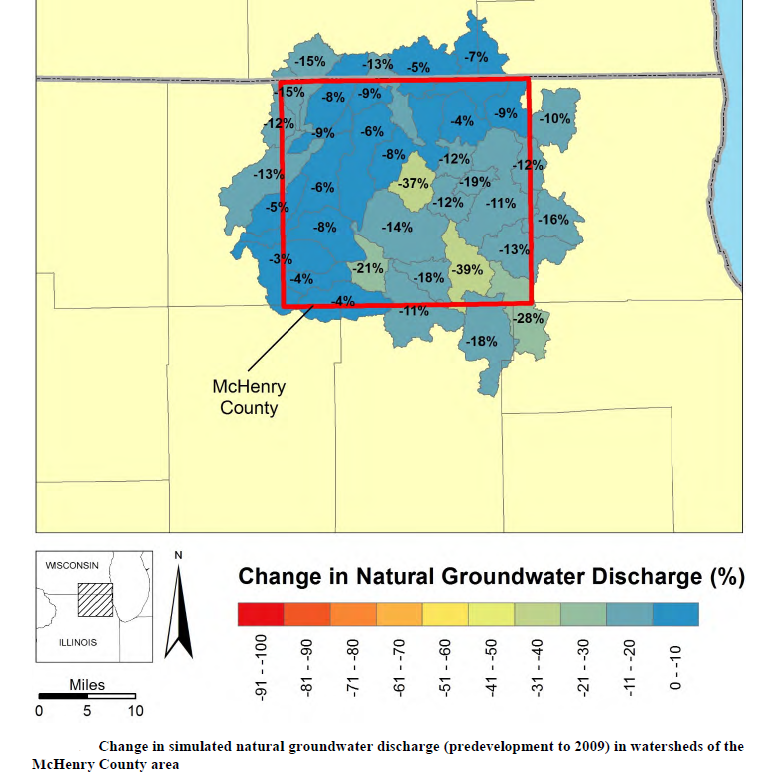 -7%
-15%
-13%
-5%
-15%
-8%
-9%
-9%
-4%
-10%
-12%
-9%
-6%
-8%
-12%
-12%
-13%
-37%
-19%
-6%
-12%
-11%
-5%
-16%
-8%
-14%
-13%
-3%
-21%
-39%
-4%
-18%
-4%
-11%
-28%
-18%
McHenry
County
WISCONSIN
ILLINOIS
N
Miles
0 5 10
Change in Natural Groundwater Discharge (%)
-91 - -100
-81 - -90
-71 - -80
-61 - -70
-51 - -60
-41 - -50
-31 - -40
-21 - -30
-11 - -20
0 - -10
Change in simulated natural groundwater discharge (predevelopment to 2009) in watersheds of the
McHenry County area